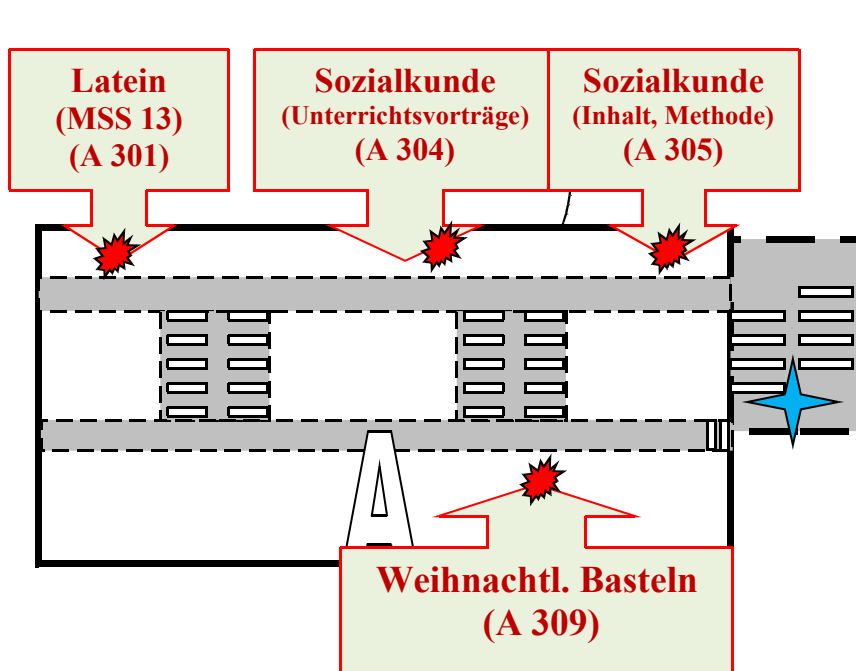 Latein
(MSS 13)
(A 301)
Sozialkunde
(Unterrichtsvorträge)
(A 304)
Sozialkunde
(Inhalt, Methode)
(A 305)
A
Weihnachtl. Basteln
(A 309)